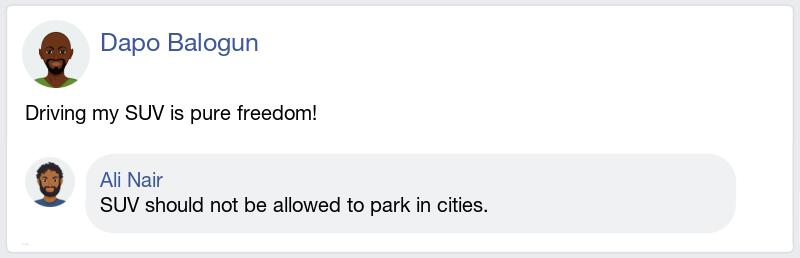 Dapo Balogun
Driving my SUV is pure freedom!
Ali Nair
SUV should not be allowed to park in cities.